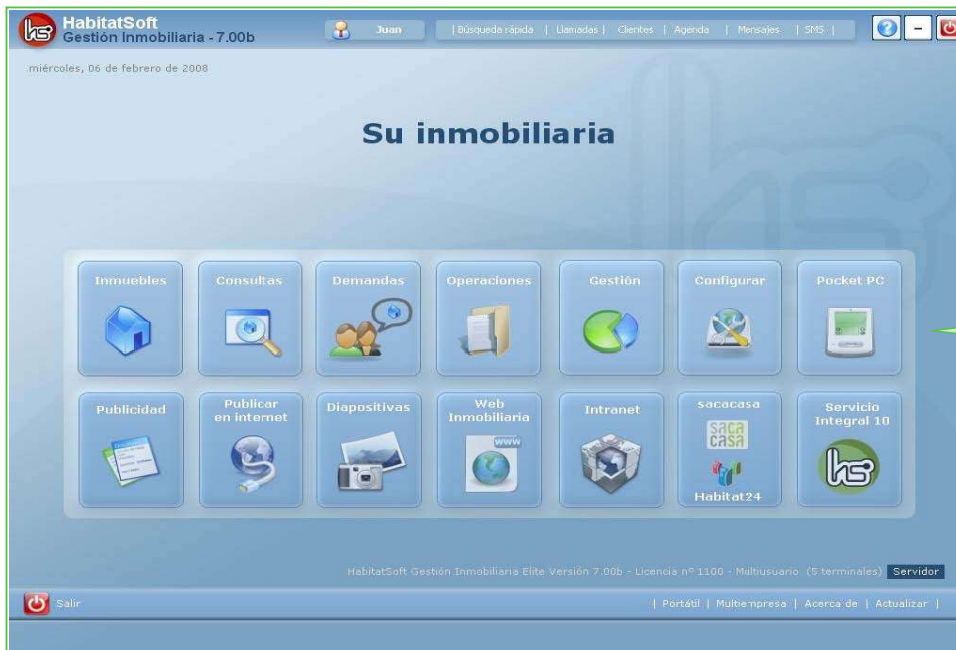 HabitatSoft
Gestión Inmobiliaria - 7.00b
Juan
| Búsqueda rápida | Llamadas | Clientes | Agenda | Mensajes | SMS |
miércoles, 06 de febrero de 2008
Su inmobiliaria
Inmuebles
Consultas
Demandas
Operaciones
Gestión
Configurar
Pocket PC
Publicidad
Publicar
en internet
Diapositivas
Web
Inmobiliaria
www
Intranet
sacacasa
saca
casa
Habitat24
Servicio
Integral 10
hs
HabitatSoft Gestión Inmobiliaria Elite Versión 7.00b - Licencia nº 1100 - Multiusuario (5 terminales) Servidor
Salir
| Portátil | Multiempresa | Acerca de | Actualizar |